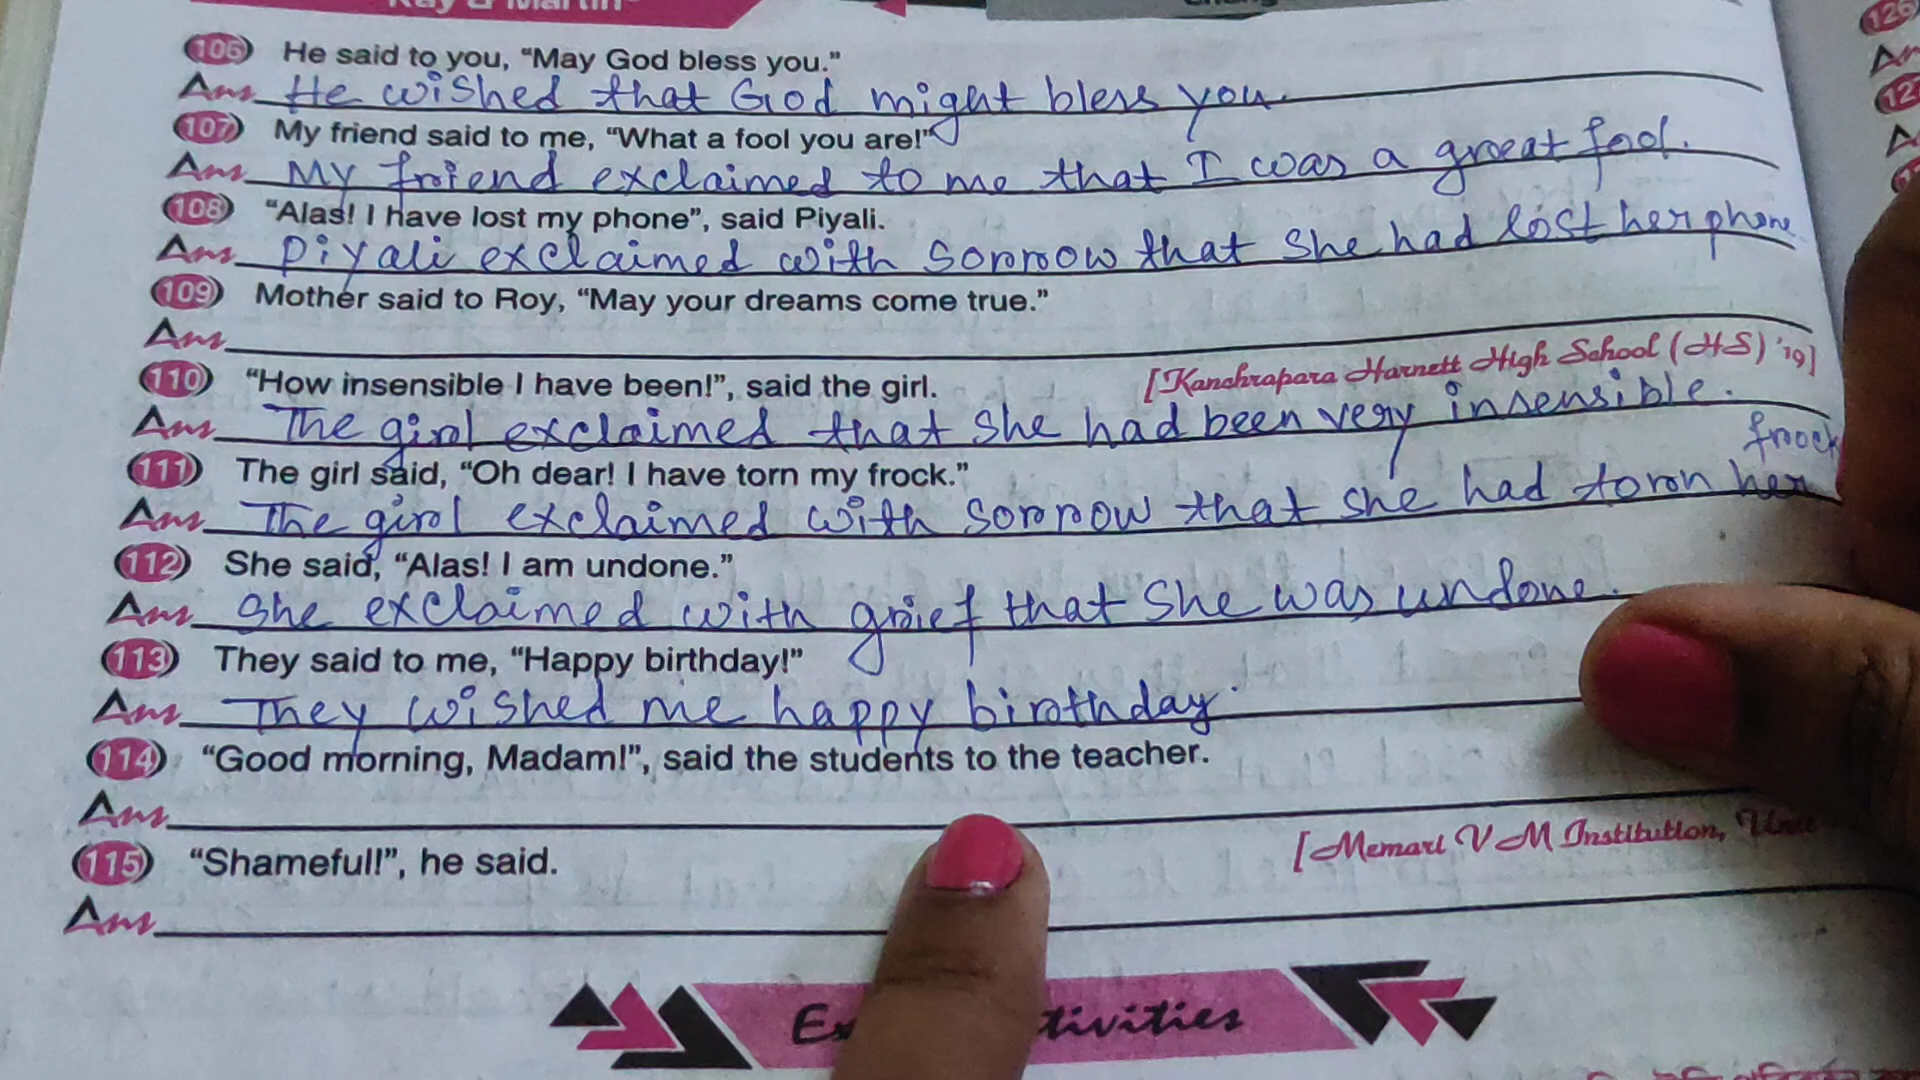 Ray & Martin
106 He said to you, “May God bless you.”
Ans He wished that God might bless you.
107 My friend said to me, “What a fool you are!”
Ans My friend exclaimed to me that I was a great fool.
108 “Alas! I have lost my phone”, said Piyali.
Ans Piyali exclaimed with sorrow that she had lost her phone
109 Mother said to Roy, “May your dreams come true.”
Ans
[Kanchrapara Harnett High School (HS) '19]
110 “How insensible I have been!”, said the girl.
Ans The girl exclaimed that she had been very insensible.
111 The girl said, “Oh dear! I have torn my frock.”
Ans The girl exclaimed with sorrow that she had torn her frock
112 She said, “Alas! I am undone.”
Ans She exclaimed with grief that she was undone.
113 They said to me, “Happy birthday!”
Ans They wished me happy birthday.
114 “Good morning, Madam!”, said the students to the teacher.
Ans
[Memari V M Institution,
115 “Shameful!”, he said.
Ans
tivities
126